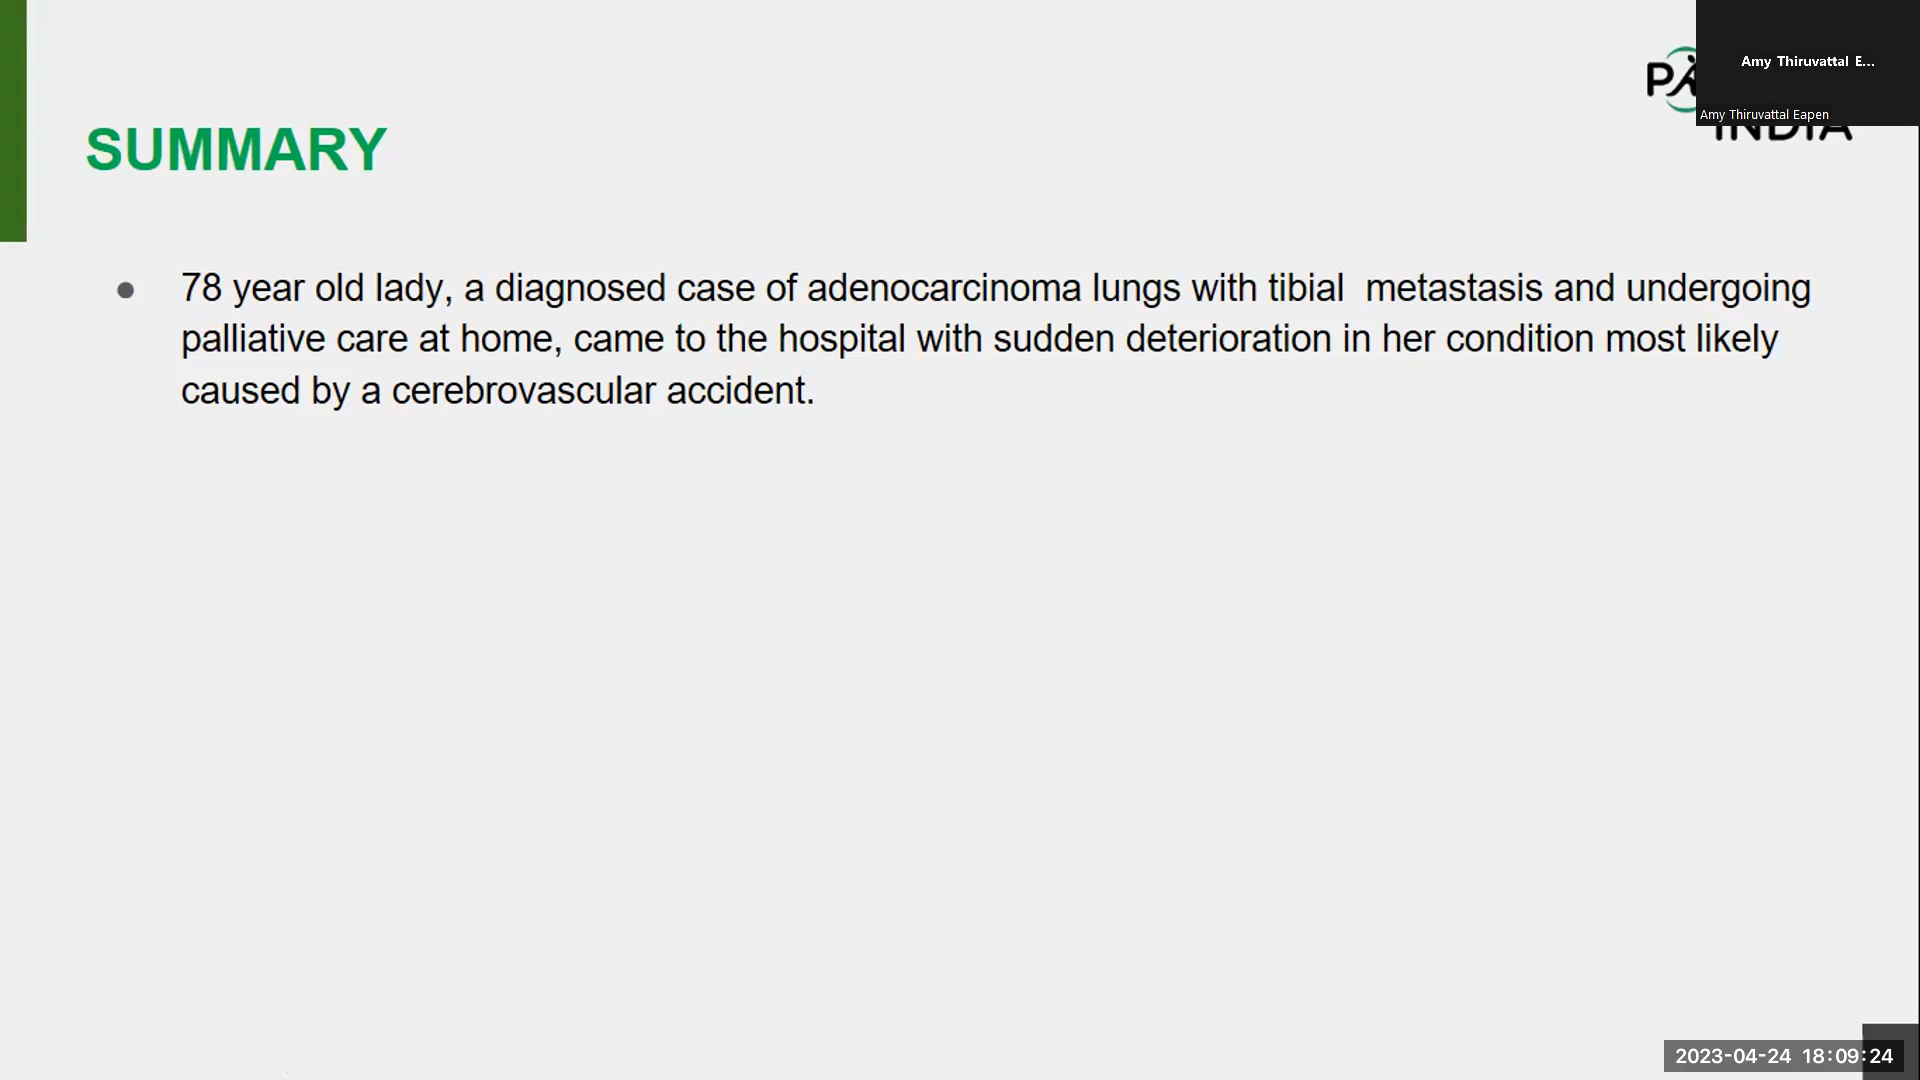 Amy Thiruvattal E...
Amy Thiruvattal Eapen
INDIA
SUMMARY
● 78 year old lady, a diagnosed case of adenocarcinoma lungs with tibial  metastasis and undergoing
palliative care at home, came to the hospital with sudden deterioration in her condition most likely
caused by a cerebrovascular accident.
2023-04-24 18:09:24